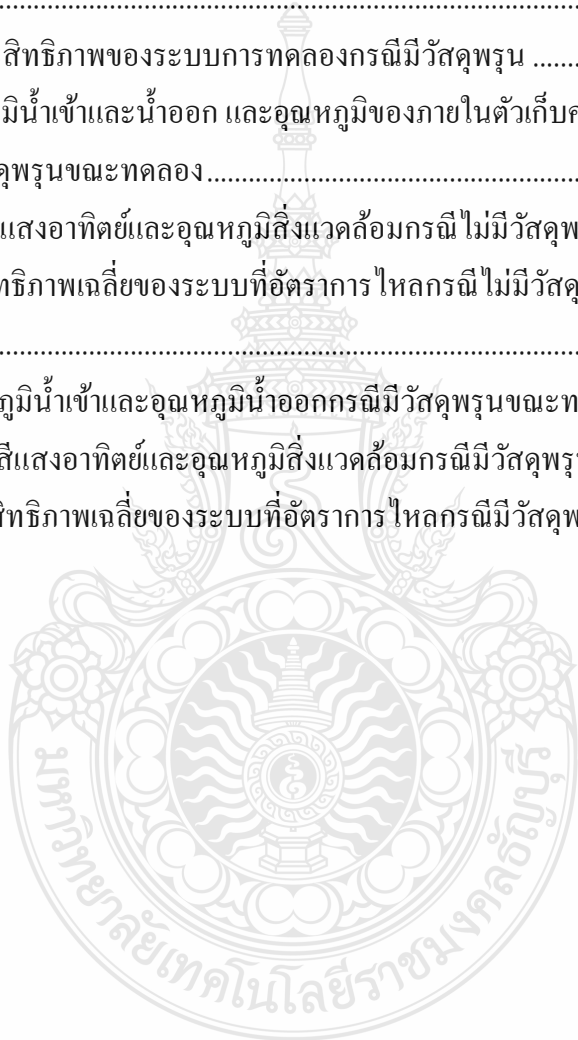 ................................................................
สิทธิภาพของระบบการทดลองกรณีมีวัสดุพรุน ......
มิน้ำเข้าและน้ำออก และอุณหภูมิของภายในตัวเก็บ
ดุพรุนขณะทดลอง................................................
แสงอาทิตย์และอุณหภูมิสิ่งแวดล้อมกรณีไม่มีวัสดุพ
ทธิภาพเฉลี่ยของระบบที่อัตราการไหลกรณีไม่มีวัสดุ
................................................................
ภูมิน้ำเข้าและอุณหภูมิน้ำออกกรณีมีวัสดุพรุนขณะท
สีแสงอาทิตย์และอุณหภูมิสิ่งแวดล้อมกรณีมีวัสดุพรุ
สิทธิภาพเฉลี่ยของระบบที่อัตราการไหลกรณีมีวัสดุพ
มหาวิทยาลัยเทคโนโลยีราชมงคลธัญบุรี